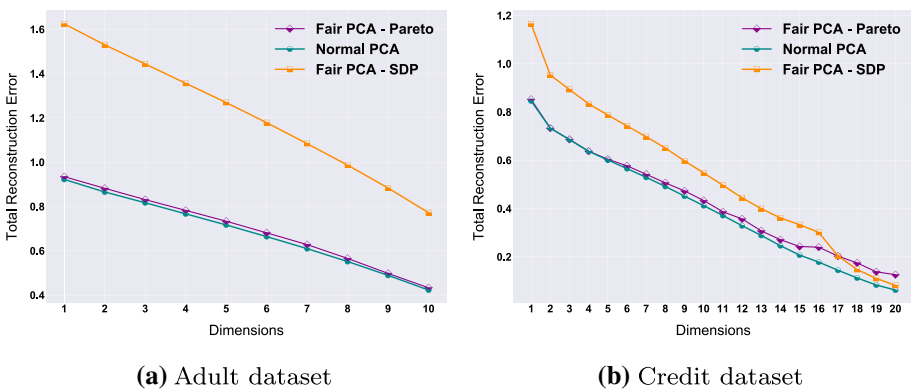 Total Reconstruction Error
1.6
1.4
1.2
1.0
0.8
0.6
0.4
Fair PCA - Pareto
Normal PCA
Fair PCA - SDP
1 2 3 4 5 6 7 8 9 10
Dimensions
(a) Adult dataset
Total Reconstruction Error
1.2
1.0
0.8
0.6
0.4
0.2
Fair PCA - Pareto
Normal PCA
Fair PCA - SDP
1 2 3 4 5 6 7 8 9 10 11 12 13 14 15 16 17 18 19 20
Dimensions
(b) Credit dataset